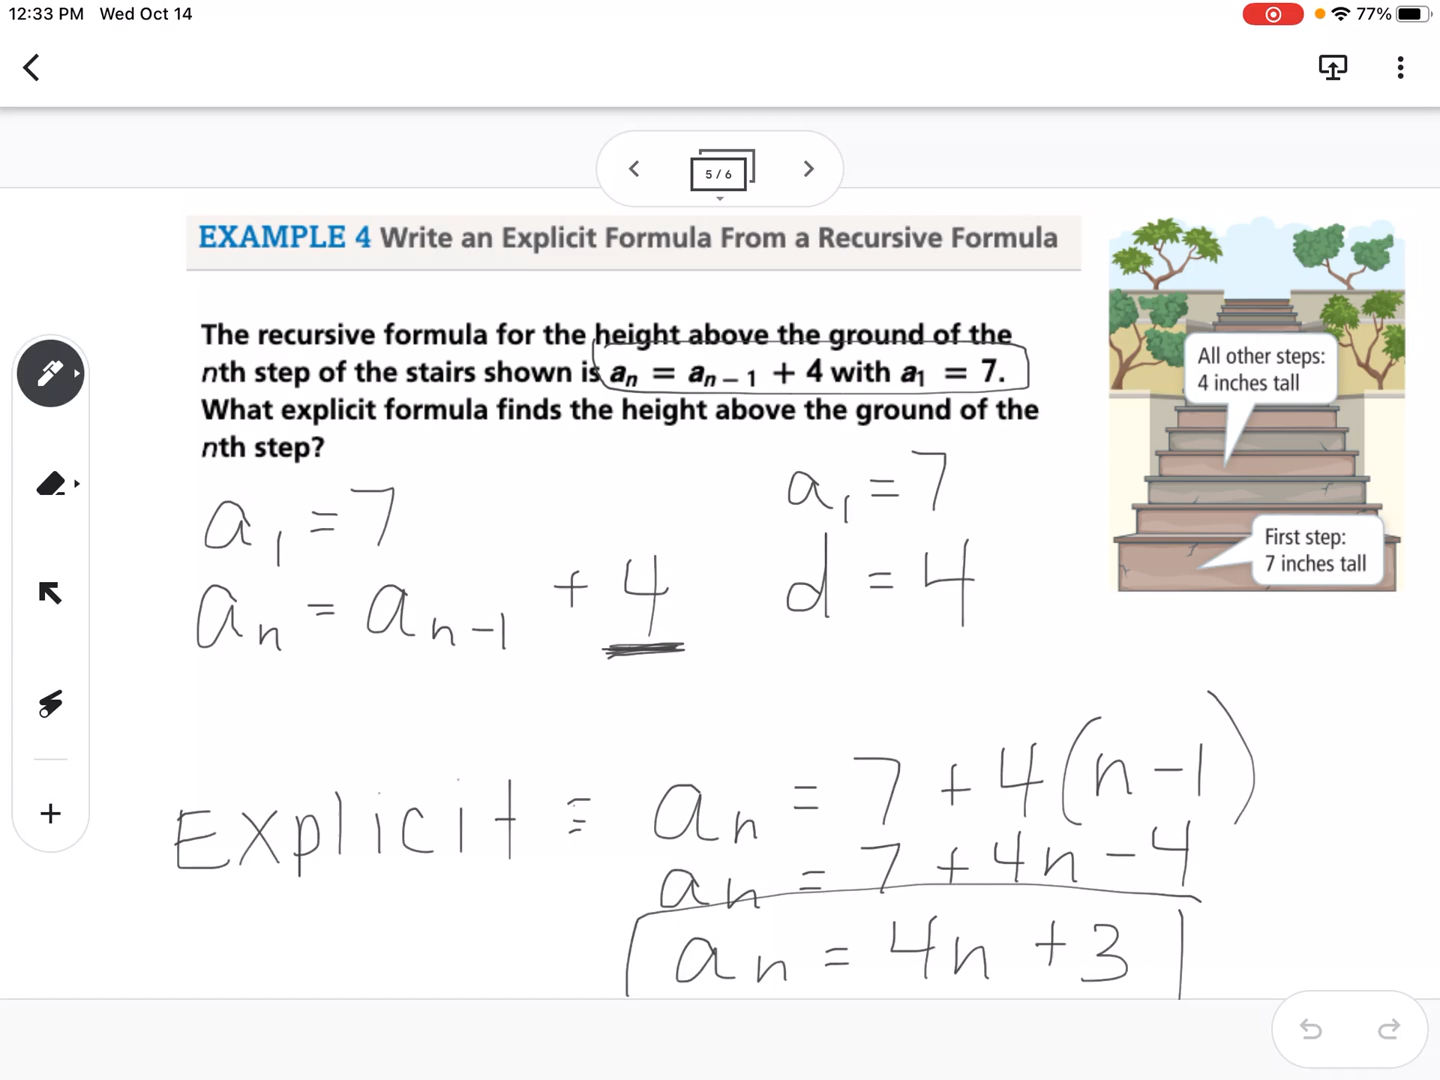 12:33 PM Wed Oct 14
77%
5 / 6
EXAMPLE 4 Write an Explicit Formula From a Recursive Formula
The recursive formula for the height above the ground of the
nth step of the stairs shown is aₙ = aₙ₋₁ + 4 with a₁ = 7.
What explicit formula finds the height above the ground of the
nth step?
All other steps:
4 inches tall
First step:
7 inches tall
a₁ = 7
aₙ = aₙ₋₁ + 4
a₁ = 7
d = 4
Explicit = aₙ = 7 + 4(n - 1)
aₙ = 7 + 4n - 4
aₙ = 4n + 3